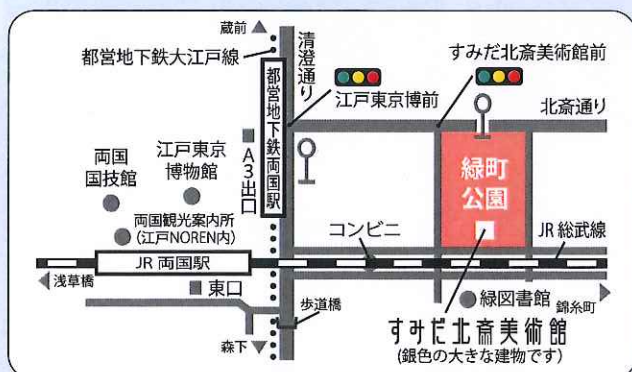 蔵前
都営地下鉄大江戸線
清澄通り
すみだ北斎美術館前
都営地下鉄両国駅
江戸東京博前
北斎通り
A3出口
両国
国技館
江戸東京
博物館
緑町
公園
両国観光案内所
(江戸NOREN内)
コンビニ
JR 総武線
JR 両国駅
浅草橋
東口
歩道橋
緑図書館
錦糸町
すみだ北斎美術館
(銀色の大きな建物です)
森下